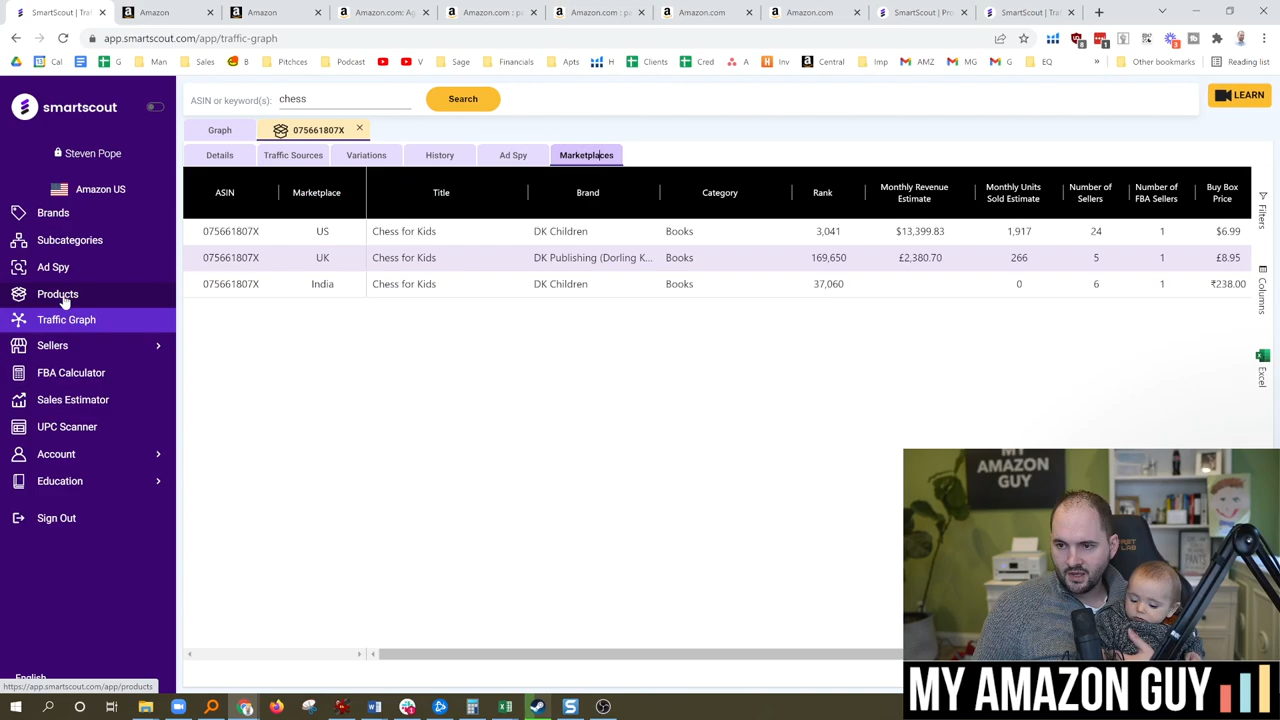 SmartScout | Tra
Amazon
Amazon
Amazon.com: Ag
Amazon.com : pa
Amazon.com : pa
Amazon.com
Amazon.com
SmartScout | Pro
SmartScout | Traf
app.smartscout.com/app/traffic-graph
Cal
G
Man
Sales
B
Pitchces
Podcast
V
Sage
Financials
Apts
H
Clients
Cred
A
Inv
Central
Imp
AMZ
MG
G
EQ
Other bookmarks
Reading list
smartscout
Steven Pope
Amazon US
Brands
Subcategories
Ad Spy
Products
Traffic Graph
Sellers
FBA Calculator
Sales Estimator
UPC Scanner
Account
Education
Sign Out
English
https://app.smartscout.com/app/products
ASIN or keyword(s): chess
Search
LEARN
Graph
075661807X
Details
Traffic Sources
Variations
History
Ad Spy
Marketplaces
ASIN Marketplace Title Brand Category Rank Monthly Revenue Estimate Monthly Units Sold Estimate Number of Sellers Number of FBA Sellers Buy Box Price
075661807X US Chess for Kids DK Children Books 3,041 $13,399.83 1,917 24 1 $6.99
075661807X UK Chess for Kids DK Publishing (Dorling K... Books 169,650 £2,380.70 266 5 1 £8.95
075661807X India Chess for Kids DK Children Books 37,060 0 6 1 ₹238.00
Filters
Columns
Excel
MY
AMAZON
GUY
MY AMAZON GUY